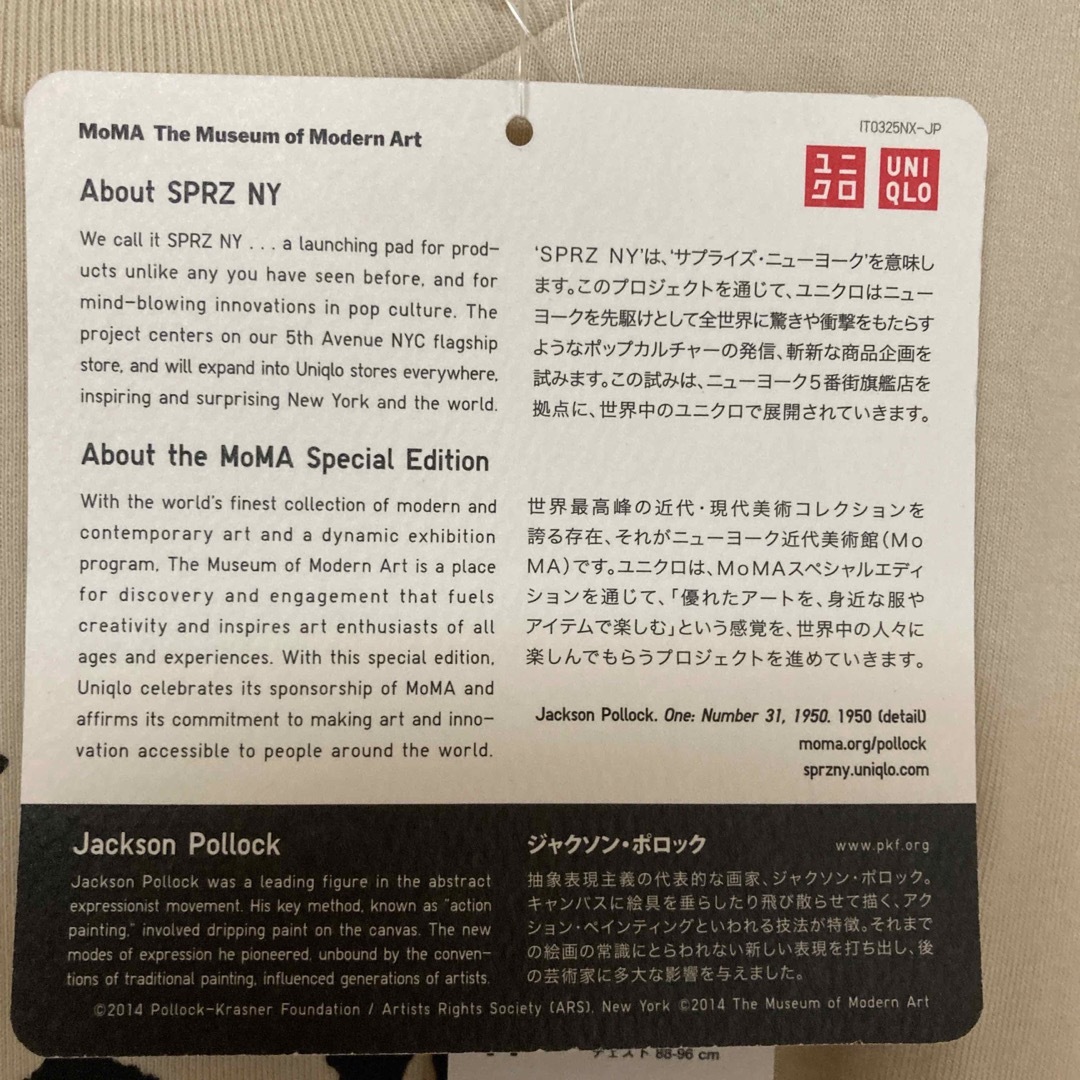 MoMA The Museum of Modern Art
IT0325NX-JP
ユニ
クロ
UNI
QLO
About SPRZ NY
We call it SPRZ NY . . . a launching pad for prod-
ucts unlike any you have seen before, and for
mind-blowing innovations in pop culture. The
project centers on our 5th Avenue NYC flagship
store, and will expand into Uniqlo stores everywhere,
inspiring and surprising New York and the world.
'SPRZ NY'は、'サプライズ・ニューヨーク'を意味し
ます。このプロジェクトを通じて、ユニクロはニュー
ヨークを先駆けとして全世界に驚きや衝撃をもたらす
ようなポップカルチャーの発信、斬新な商品企画を
試みます。この試みは、ニューヨーク5番街旗艦店を
拠点に、世界中のユニクロで展開されていきます。
About the MoMA Special Edition
With the world's finest collection of modern and
contemporary art and a dynamic exhibition
program, The Museum of Modern Art is a place
for discovery and engagement that fuels
creativity and inspires art enthusiasts of all
ages and experiences. With this special edition,
Uniqlo celebrates its sponsorship of MoMA and
affirms its commitment to making art and inno-
vation accessible to people around the world.
世界最高峰の近代・現代美術コレクションを
誇る存在、それがニューヨーク近代美術館(Mo
MA)です。ユニクロは、MoMAスペシャルエディ
ションを通じて、「優れたアートを、身近な服や
アイテムで楽しむ」という感覚を、世界中の人々に
楽しんでもらうプロジェクトを進めていきます。
Jackson Pollock. One: Number 31, 1950. 1950 (detail)
moma.org/pollock
sprzny.uniqlo.com
Jackson Pollock
Jackson Pollock was a leading figure in the abstract
expressionist movement. His key method, known as "action
painting," involved dripping paint on the canvas. The new
modes of expression he pioneered, unbound by the conven-
tions of traditional painting, influenced generations of artists.
ジャクソン・ポロック
www.pkf.org
抽象表現主義の代表的な画家、ジャクソン・ポロック。
キャンバスに絵具を垂らしたり飛び散らせて描く、アク
ション・ペインティングといわれる技法が特徴。それまで
の絵画の常識にとらわれない新しい表現を打ち出し、後
の芸術家に多大な影響を与えました。
©2014 Pollock-Krasner Foundation / Artists Rights Society (ARS), New York ©2014 The Museum of Modern Art
チェスト 88-96 cm